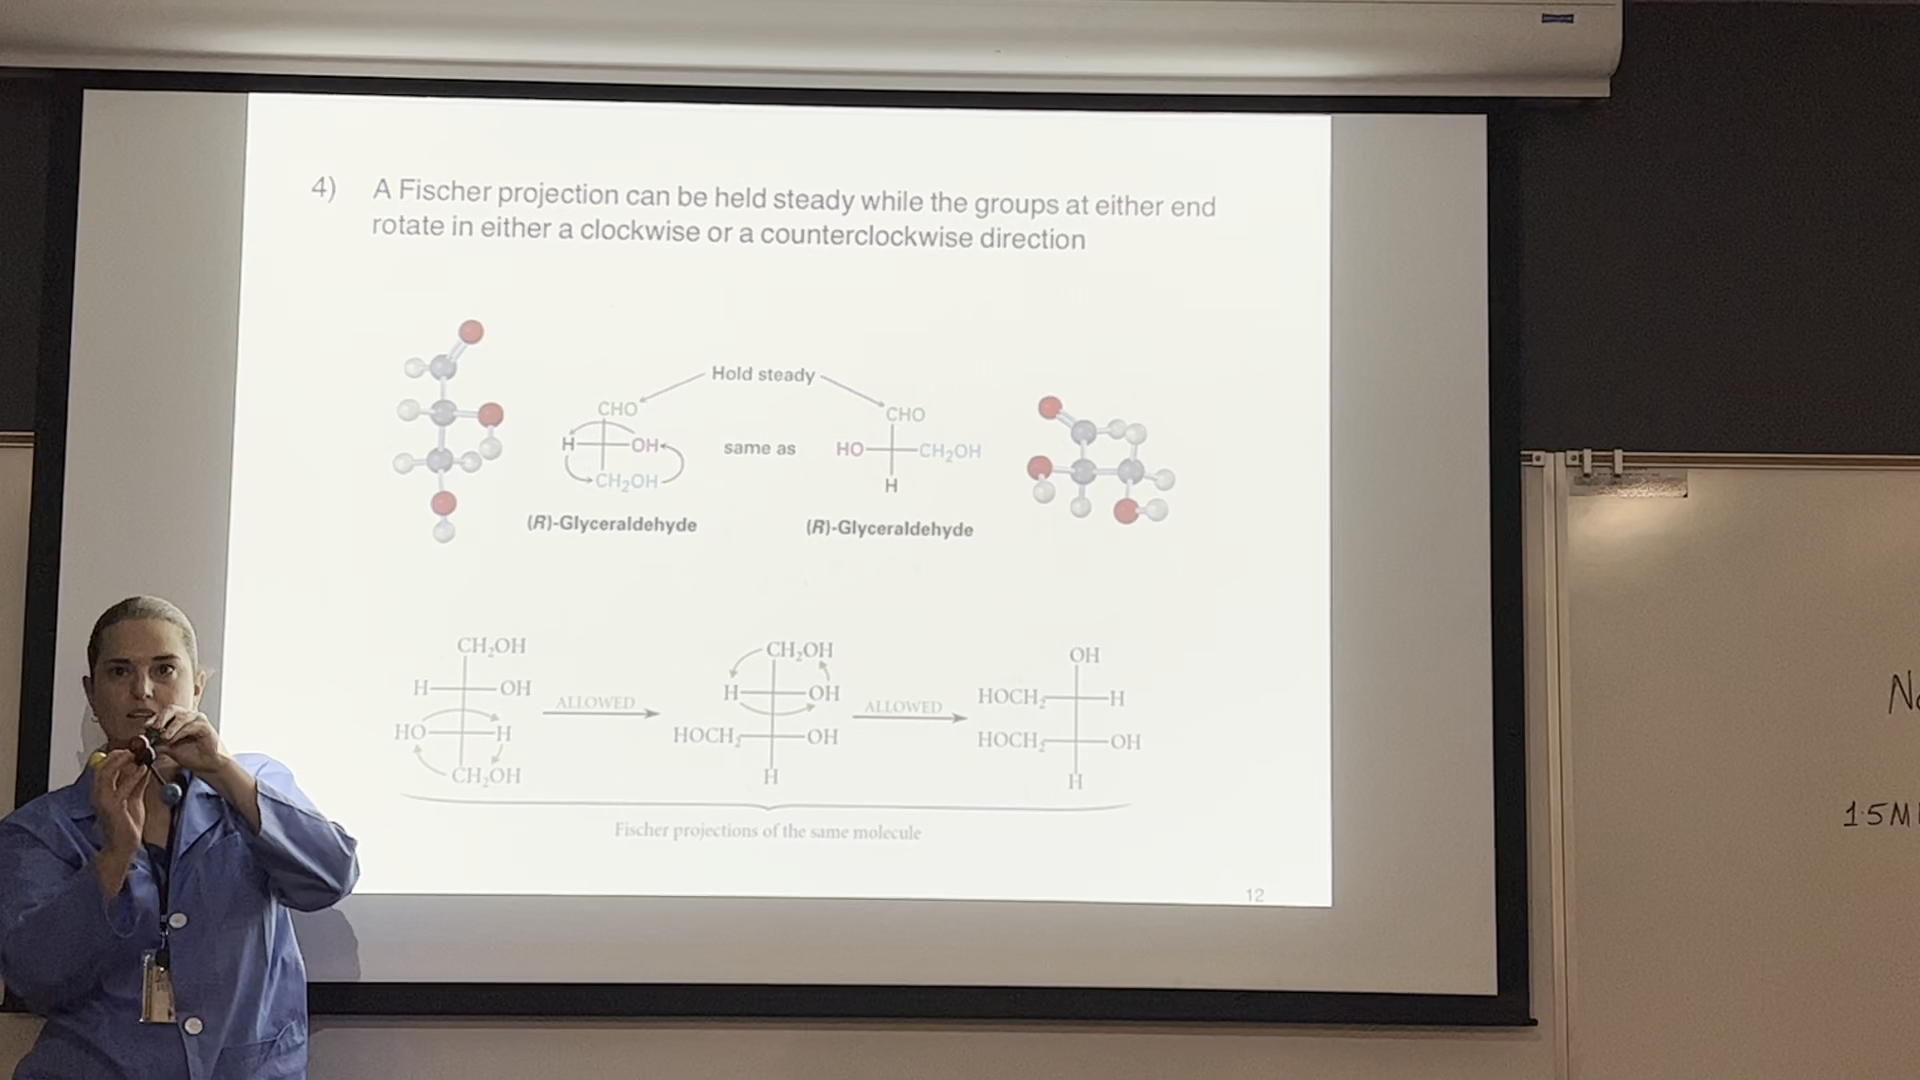 4) A Fischer projection can be held steady while the groups at either end
rotate in either a clockwise or a counterclockwise direction
Hold steady
CHO
CHO
H OH
same as
HO CH₂OH
CH₂OH
H
(R)-Glyceraldehyde
(R)-Glyceraldehyde
CH₂OH
CH₂OH
OH
H OH
ALLOWED
H OH
ALLOWED
HOCH₂ H
HO H
HOCH₂ OH
HOCH₂ OH
CH₂OH
H
H
Fischer projections of the same molecule
12
1.5M